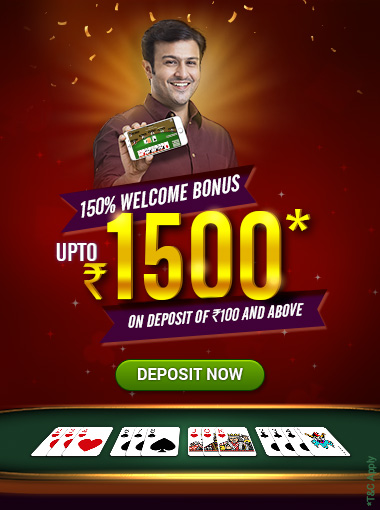 150% WELCOME BONUS
UPTO
₹1500*
ON DEPOSIT OF ₹100 AND ABOVE
DEPOSIT NOW
*T&C Apply